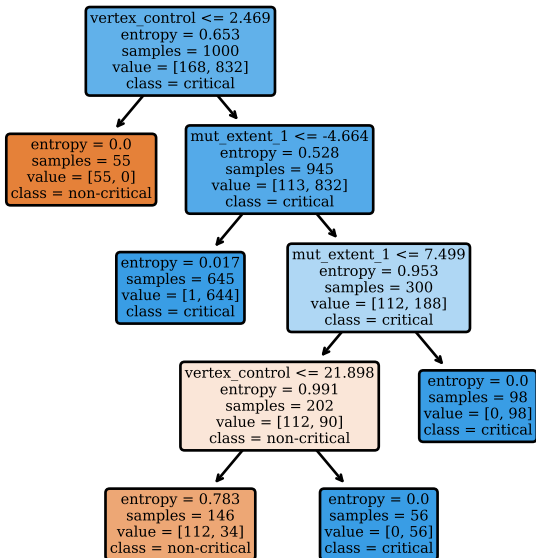 vertex_control <= 2.469
entropy = 0.653
samples = 1000
value = [168, 832]
class = critical
entropy = 0.0
samples = 55
value = [55, 0]
class = non-critical
mut_extent_1 <= -4.664
entropy = 0.528
samples = 945
value = [113, 832]
class = critical
entropy = 0.017
samples = 645
value = [1, 644]
class = critical
mut_extent_1 <= 7.499
entropy = 0.953
samples = 300
value = [112, 188]
class = critical
vertex_control <= 21.898
entropy = 0.991
samples = 202
value = [112, 90]
class = non-critical
entropy = 0.0
samples = 98
value = [0, 98]
class = critical
entropy = 0.783
samples = 146
value = [112, 34]
class = non-critical
entropy = 0.0
samples = 56
value = [0, 56]
class = critical